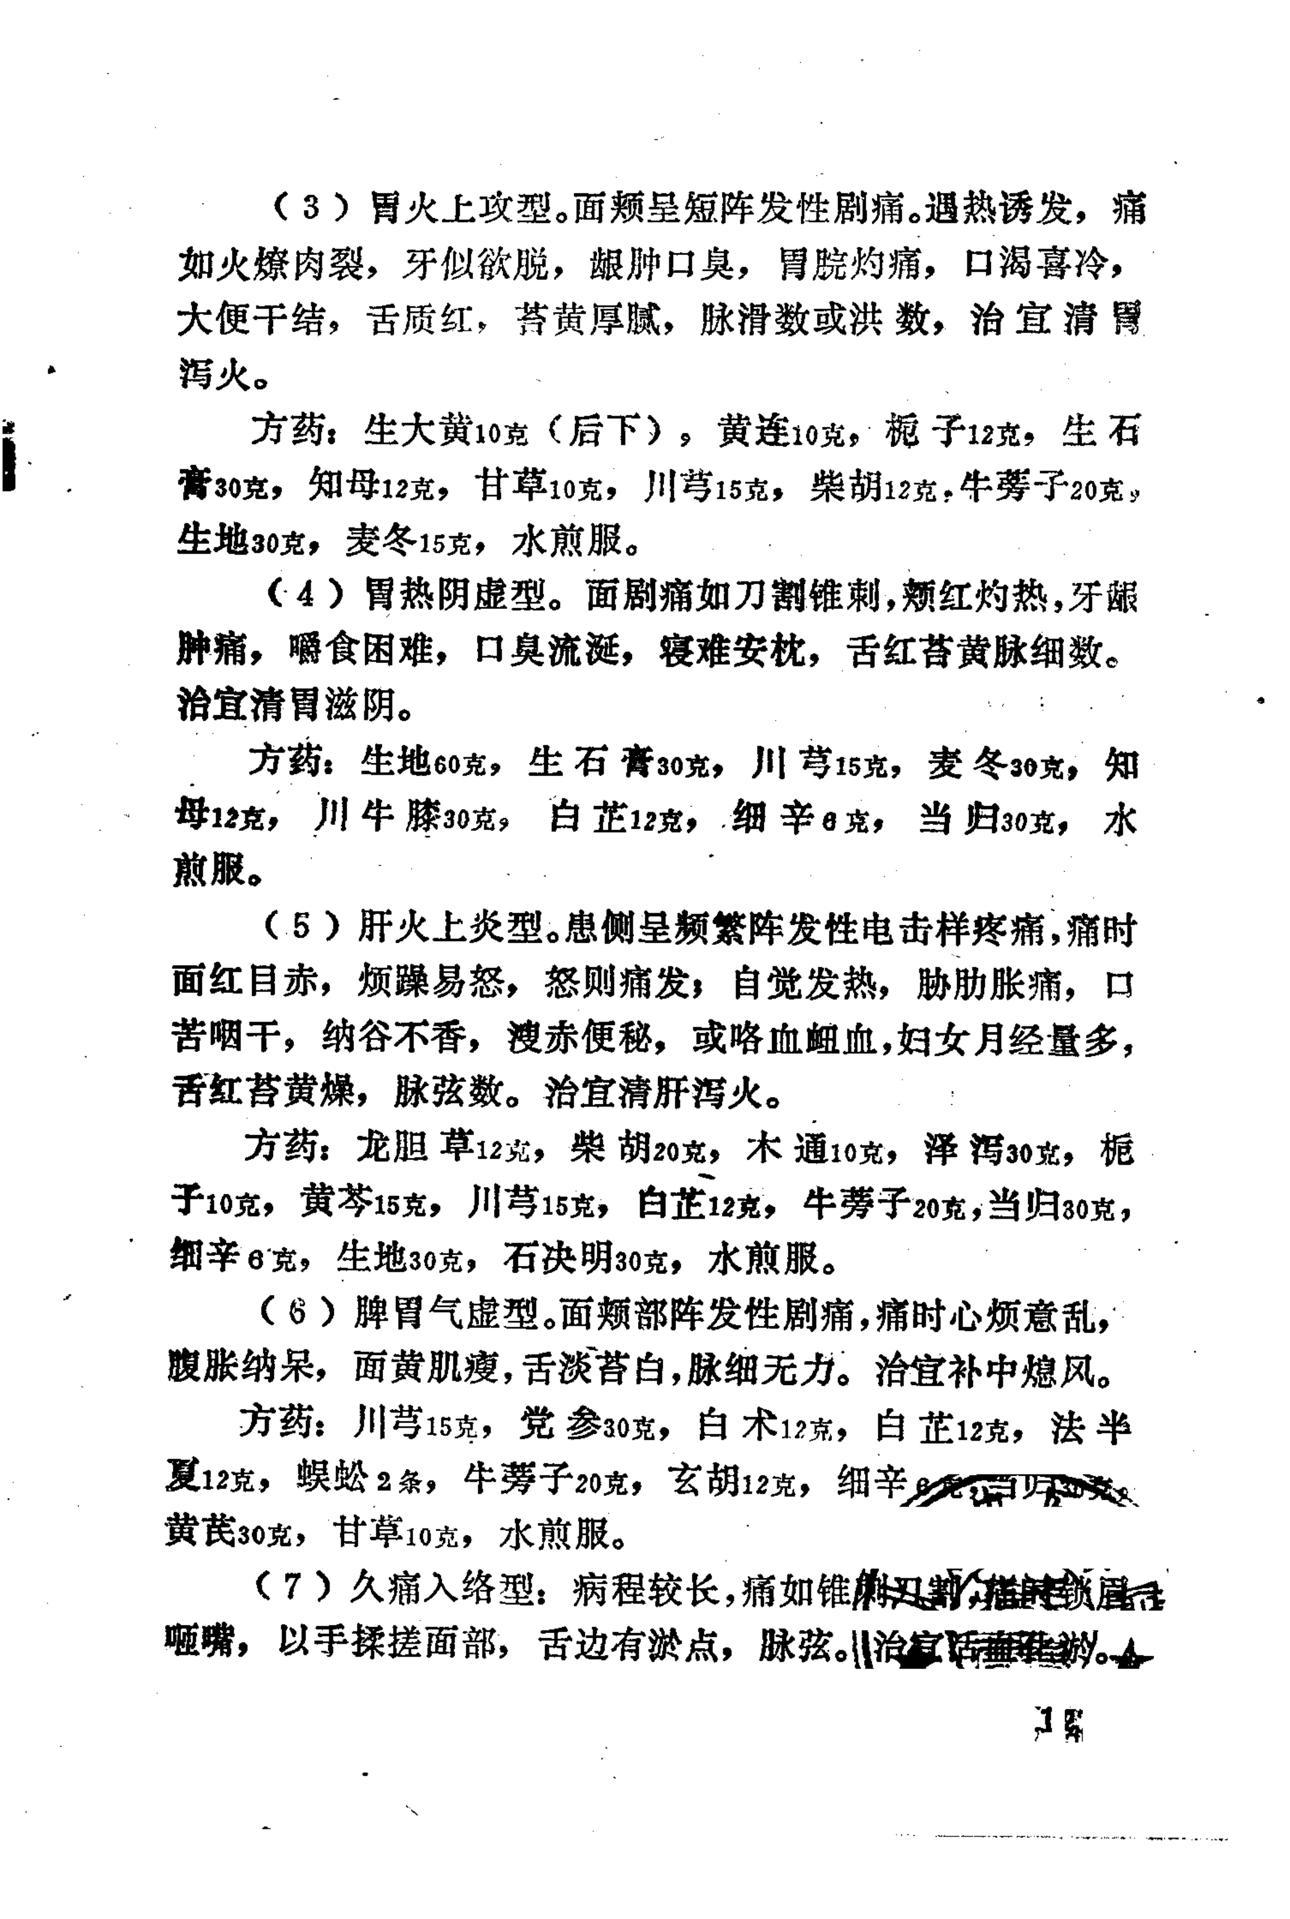 （3）胃火上攻型。面颊呈短阵发性剧痛。遇热诱发，痛
如火燎肉裂，牙似欲脱，龈肿口臭，胃脘灼痛，口渴喜冷，
大便干结，舌质红，苔黄厚腻，脉滑数或洪数，治宜清胃
泻火。
方药：生大黄10克（后下），黄连10克，栀子12克，生石
膏30克，知母12克，甘草10克，川芎15克，柴胡12克，牛蒡子20克，
生地30克，麦冬15克，水煎服。
（4）胃热阴虚型。面剧痛如刀割锥刺，颊红灼热，牙龈
肿痛，嚼食困难，口臭流涎，寝难安枕，舌红苔黄脉细数。
治宜清胃滋阴。
方药：生地60克，生石膏30克，川芎15克，麦冬30克，知
母12克，川牛膝30克，白芷12克，细辛6克，当归30克，水
煎服。
（5）肝火上炎型。患侧呈频繁阵发性电击样疼痛，痛时
面红目赤，烦躁易怒，怒则痛发；自觉发热，胁肋胀痛，口
苦咽干，纳谷不香，溲赤便秘，或咯血衄血，妇女月经量多，
舌红苔黄燥，脉弦数。治宜清肝泻火。
方药：龙胆草12克，柴胡20克，木通10克，泽泻30克，栀
子10克，黄芩15克，川芎15克，白芷12克，牛蒡子20克，当归30克，
细辛6克，生地30克，石决明30克，水煎服。
（6）脾胃气虚型。面颊部阵发性剧痛，痛时心烦意乱，
腹胀纳呆，面黄肌瘦，舌淡苔白，脉细无力。治宜补中熄风。
方药：川芎15克，党参30克，白术12克，白芷12克，法半
夏12克，蜈蚣2条，牛蒡子20克，玄胡12克，细辛6克，当归30克，
黄芪30克，甘草10克，水煎服。
（7）久痛入络型：病程较长，痛如锥刺刀割，锁眉
咂嘴，以手揉搓面部，舌边有淤点，脉弦。治宜活血化淤。